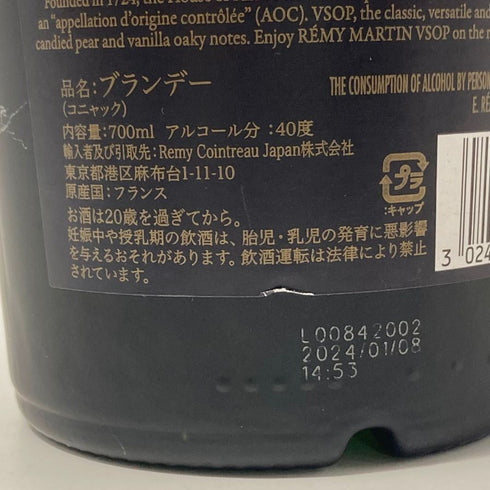 Founded in 1724, the House of
an "appellation d'origine contrôlée" (AOC). VSOP, the classic, versatile and
candied pear and vanilla oaky notes. Enjoy RÉMY MARTIN VSOP on the
品名:ブランデー
(コニャック)
内容量:700ml アルコール分:40度
輸入者及び引取先:Remy Cointreau Japan株式会社
東京都港区麻布台1-11-10
原産国:フランス
お酒は20歳を過ぎてから。
妊娠中や授乳期の飲酒は、胎児・乳児の発育に悪影響
を与えるおそれがあります。飲酒運転は法律により禁止
されています。
THE CONSUMPTION OF ALCOHOL BY
E.
プラ
:キャップ
3 024
L00842002
2024/01/08
14:53